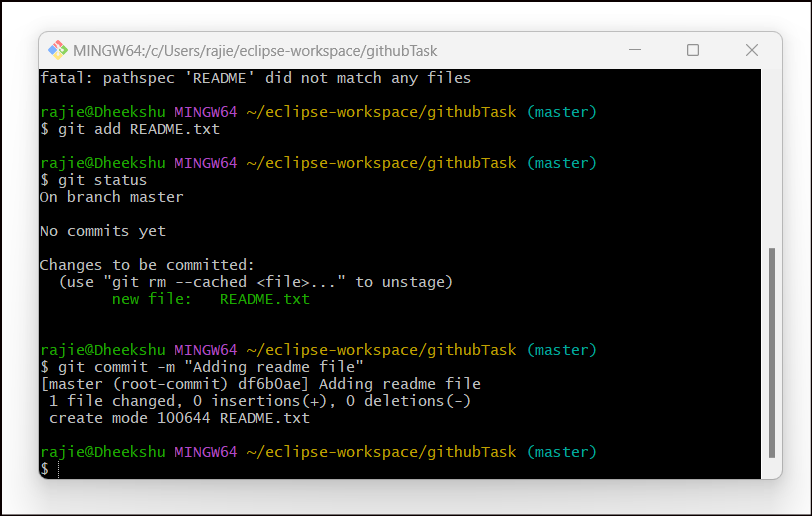 MINGW64:/c/Users/rajie/eclipse-workspace/githubTask
fatal: pathspec 'README' did not match any files
rajie@Dheekshu MINGW64 ~/eclipse-workspace/githubTask (master)
$ git add README.txt
rajie@Dheekshu MINGW64 ~/eclipse-workspace/githubTask (master)
$ git status
On branch master
No commits yet
Changes to be committed:
  (use "git rm --cached <file>..." to unstage)
        new file:   README.txt
rajie@Dheekshu MINGW64 ~/eclipse-workspace/githubTask (master)
$ git commit -m "Adding readme file"
[master (root-commit) df6b0ae] Adding readme file
 1 file changed, 0 insertions(+), 0 deletions(-)
 create mode 100644 README.txt
rajie@Dheekshu MINGW64 ~/eclipse-workspace/githubTask (master)
$